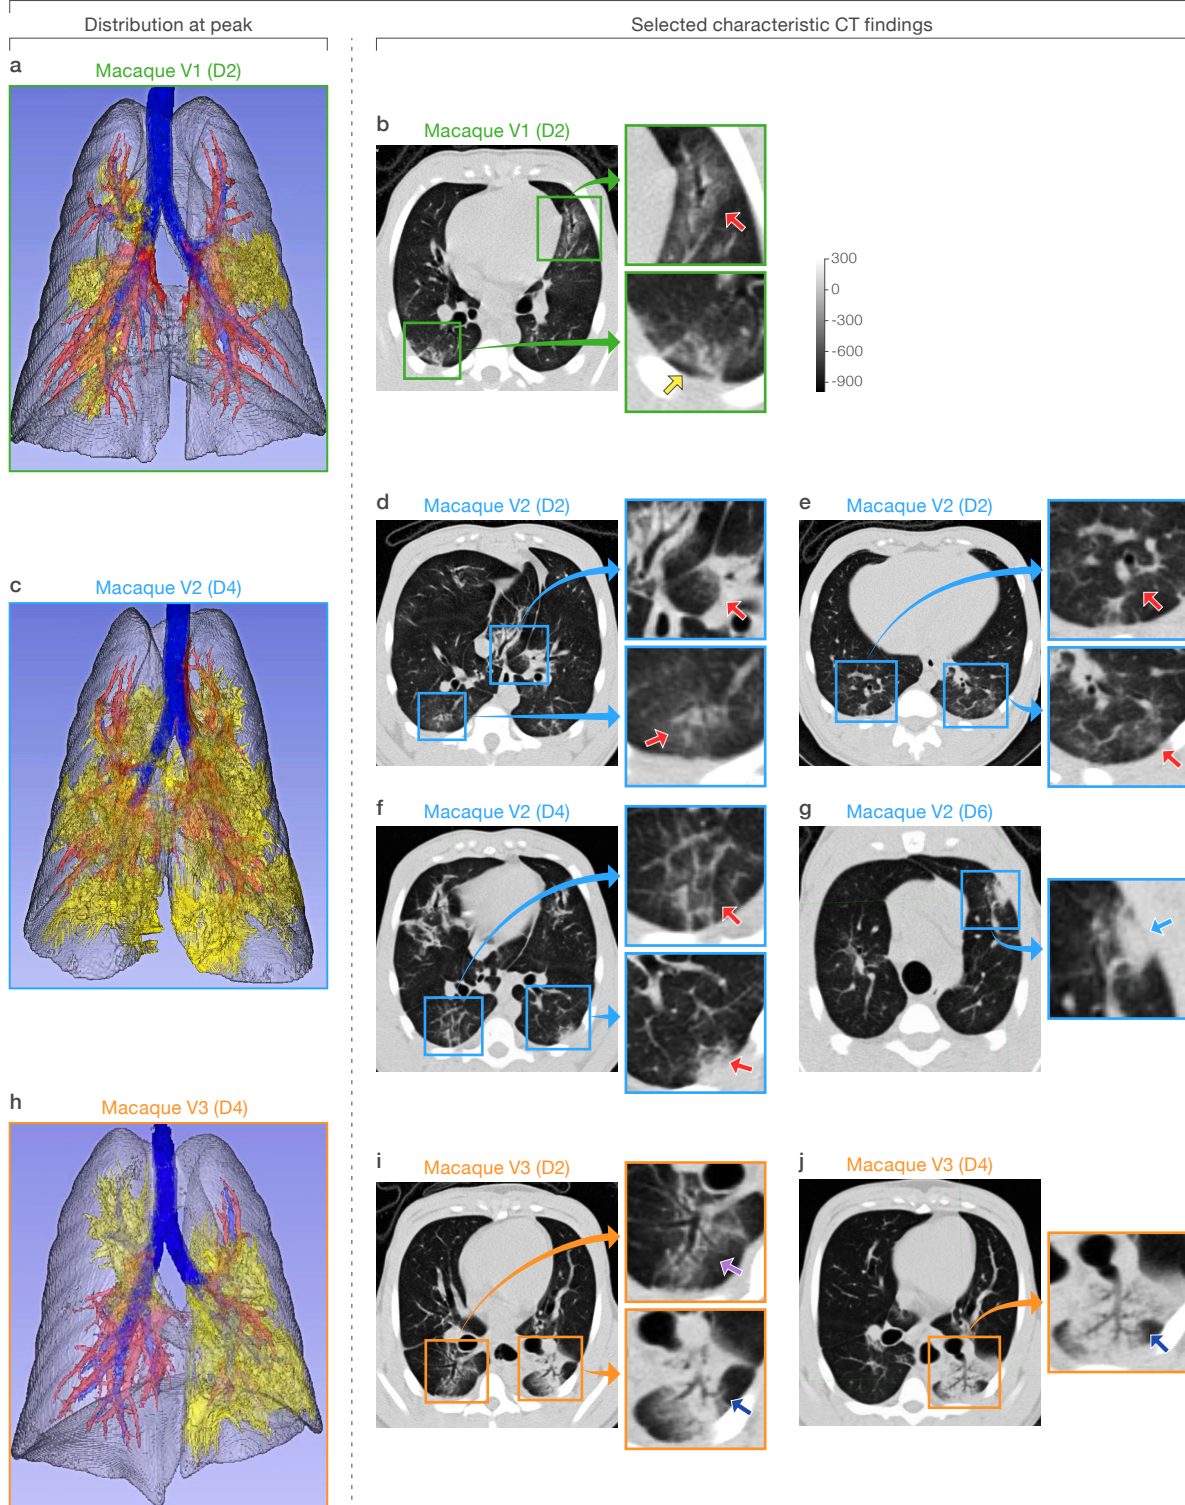 Distribution at peak
Selected characteristic CT findings
a
Macaque V1 (D2)
b
Macaque V1 (D2)
300
0
-300
-600
-900
c
Macaque V2 (D4)
d
Macaque V2 (D2)
e
Macaque V2 (D2)
f
Macaque V2 (D4)
g
Macaque V2 (D6)
h
Macaque V3 (D4)
i
Macaque V3 (D2)
j
Macaque V3 (D4)